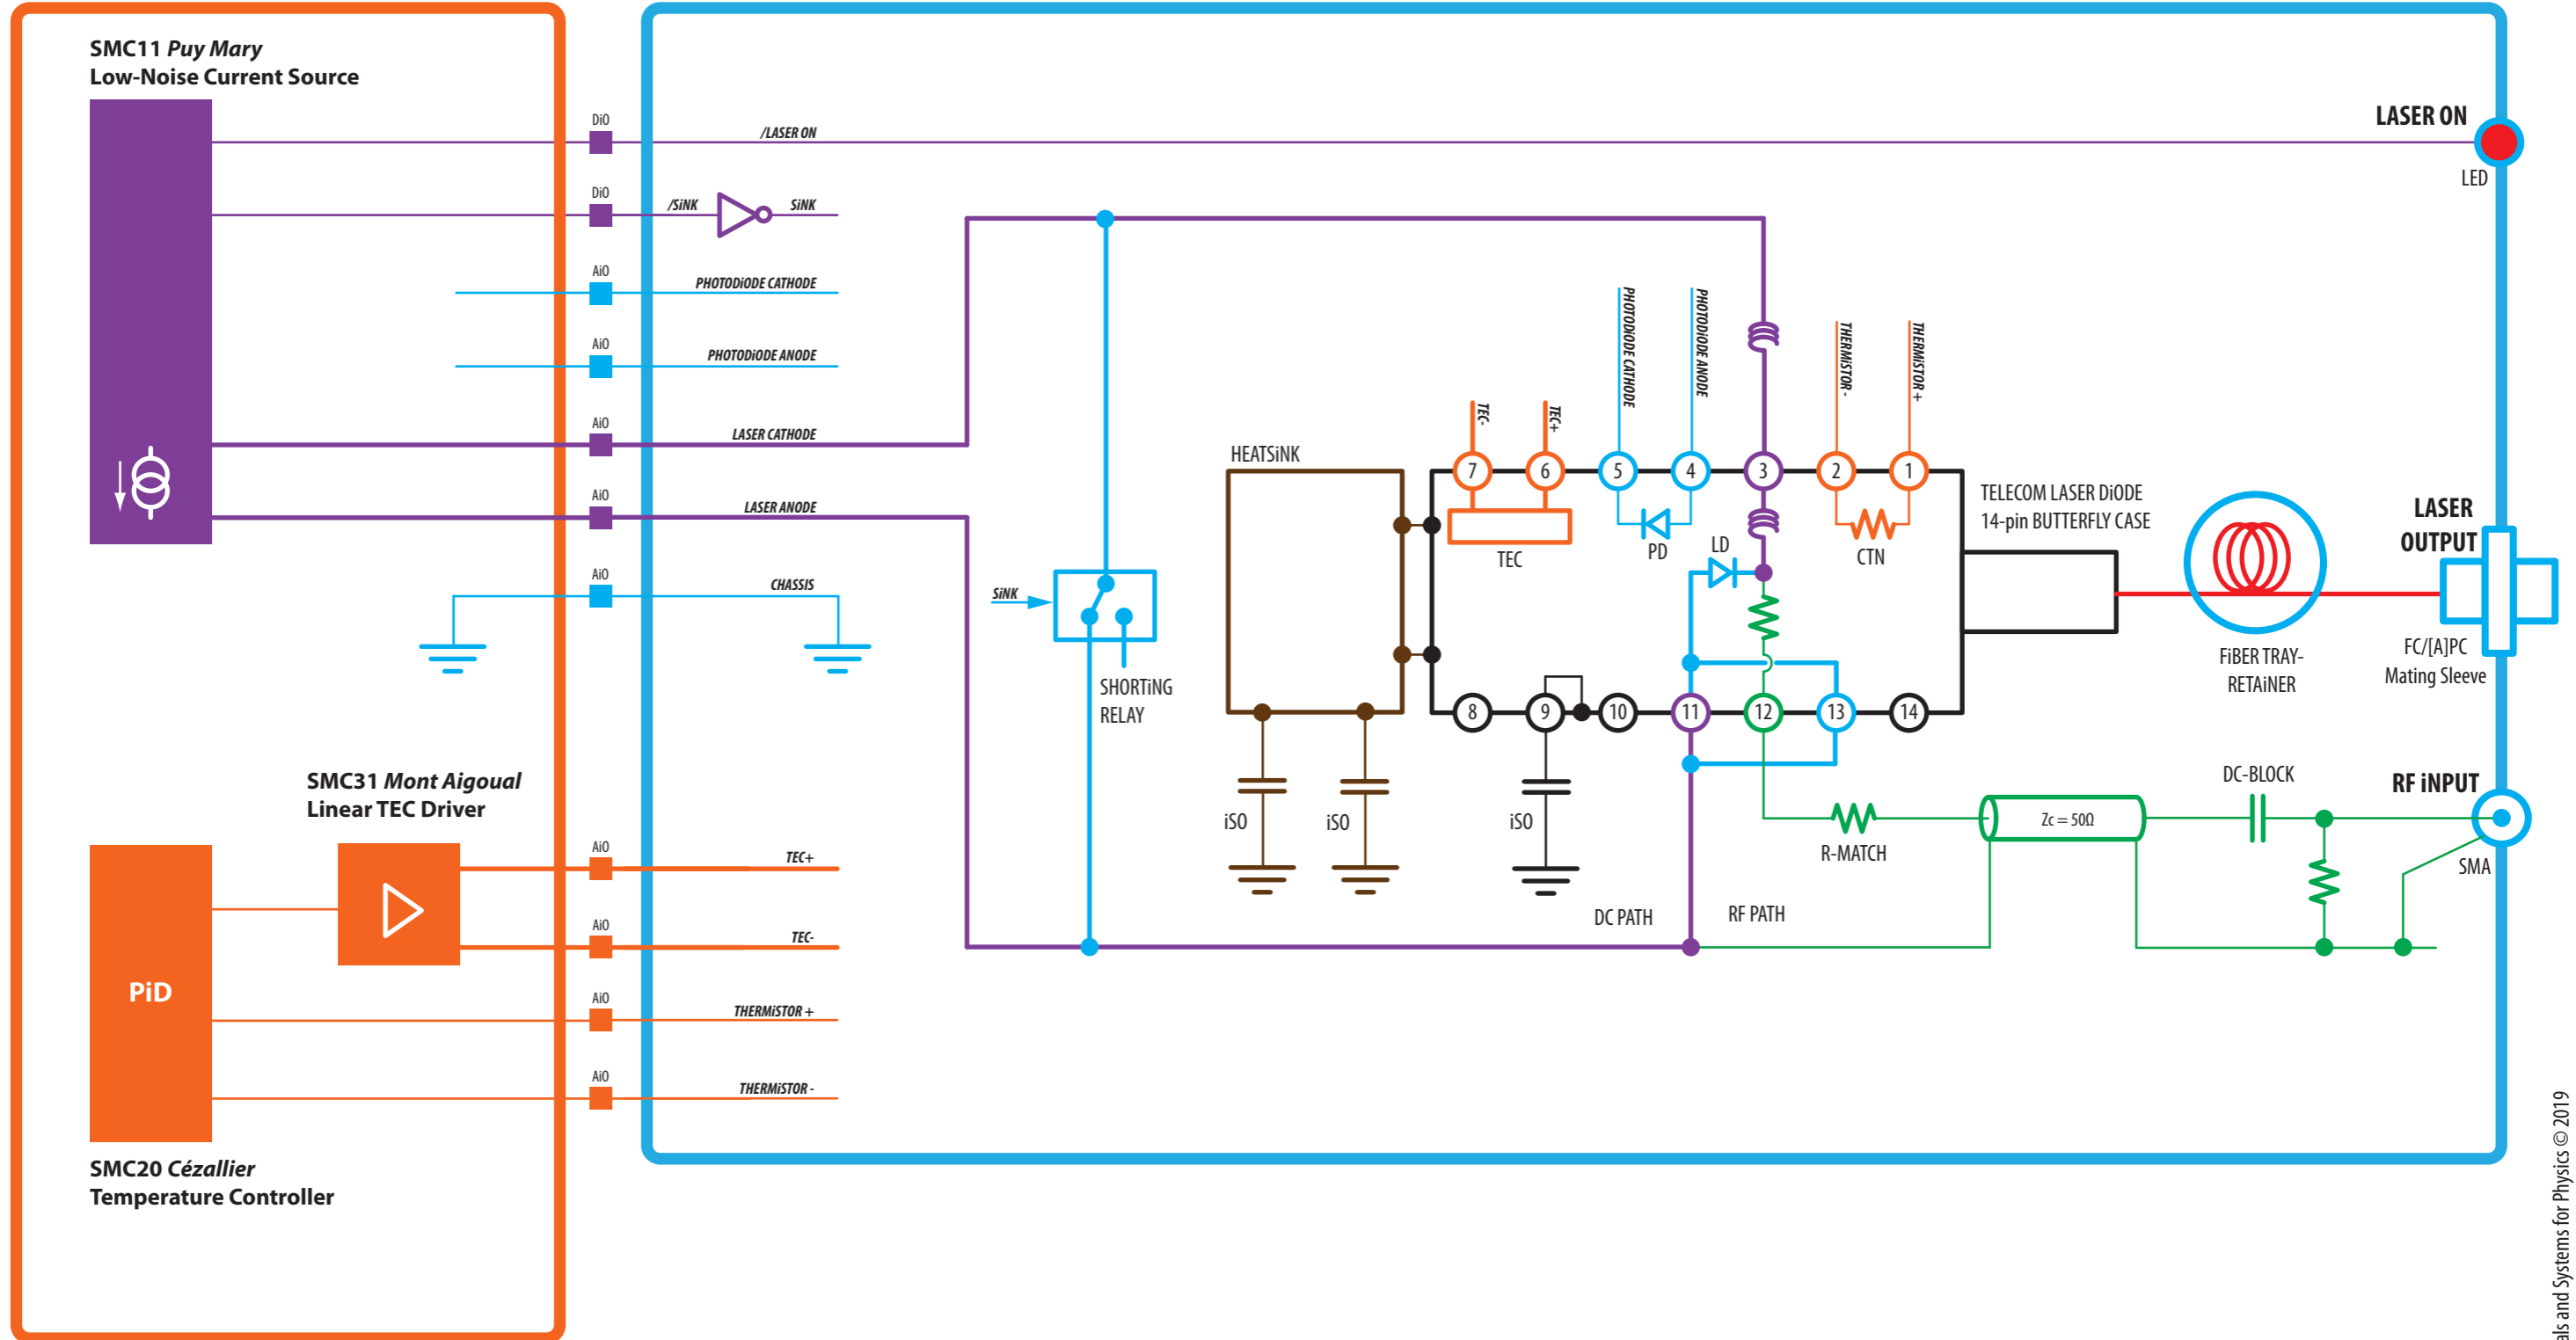 SMC11 Puy Mary
Low-Noise Current Source
DiO
/LASER ON
LASER ON
LED
DiO
/SiNK
SiNK
AiO
PHOTODiODE CATHODE
AiO
PHOTODiODE ANODE
AiO
LASER CATHODE
AiO
LASER ANODE
AiO
CHASSIS
SiNK
SHORTiNG
RELAY
HEATSiNK
TEC-
TEC+
PHOTODiODE CATHODE
PHOTODiODE ANODE
THERMiSTOR-
THERMiSTOR +
7
6
5
4
3
2
1
TEC
PD
LD
CTN
TELECOM LASER DiODE
14-pin BUTTERFLY CASE
8
9
10
11
12
13
14
FiBER TRAY-
RETAiNER
LASER
OUTPUT
FC/[A]PC
Mating Sleeve
iSO
iSO
iSO
DC PATH
RF PATH
R-MATCH
Zc = 50Ω
DC-BLOCK
RF iNPUT
SMA
SMC31 Mont Aigoual
Linear TEC Driver
AiO
TEC+
AiO
TEC-
PiD
AiO
THERMiSTOR +
AiO
THERMiSTOR -
SMC20 Cézallier
Temperature Controller
and Systems for Physics © 2019